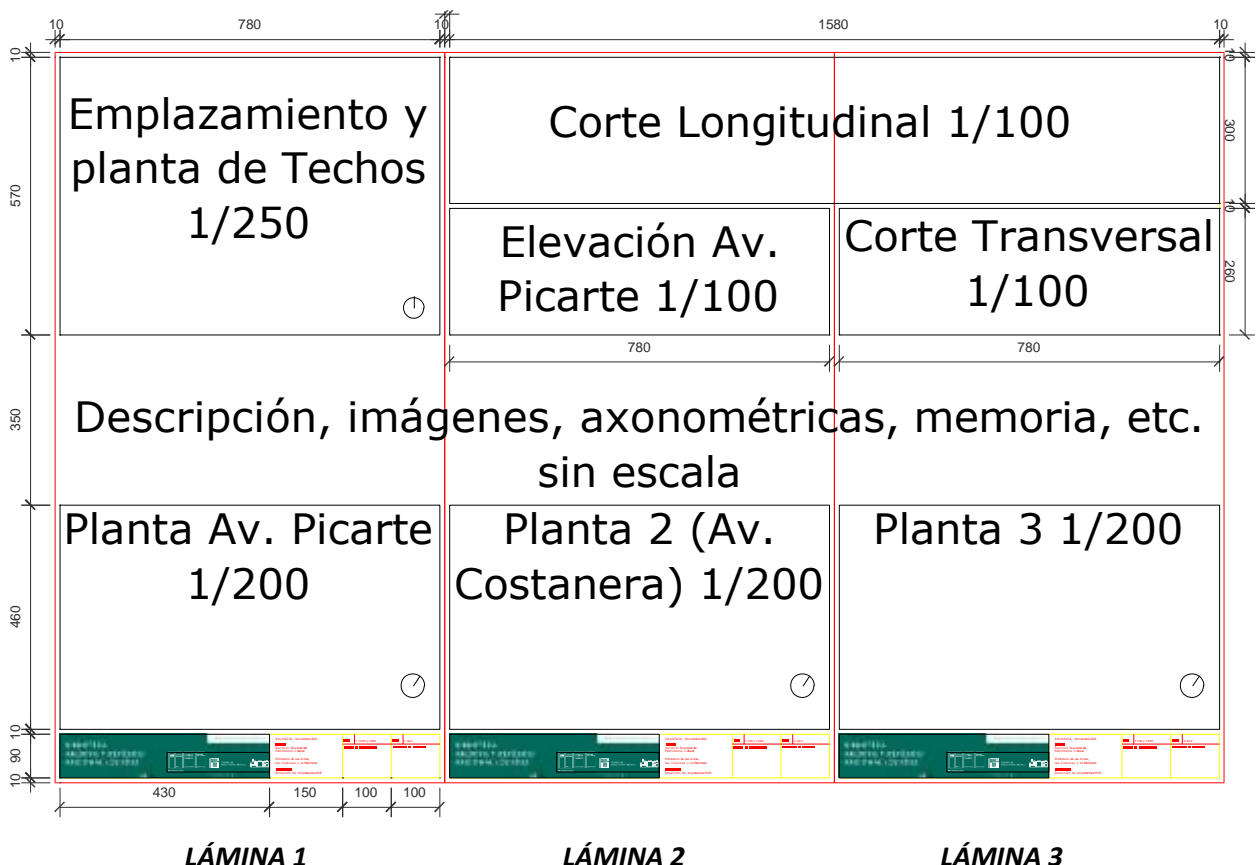 10
780
10
1580
10
10
570
350
460
10
90
10
Emplazamiento y
planta de Techos
1/250
Corte Longitudinal 1/100
10
300
10
260
Elevación Av.
Picarte 1/100
Corte Transversal
1/100
780
780
Descripción, imágenes, axonométricas, memoria, etc.
sin escala
Planta Av. Picarte
1/200
Planta 2 (Av.
Costanera) 1/200
Planta 3 1/200
430
150
100
100
LÁMINA 1
LÁMINA 2
LÁMINA 3